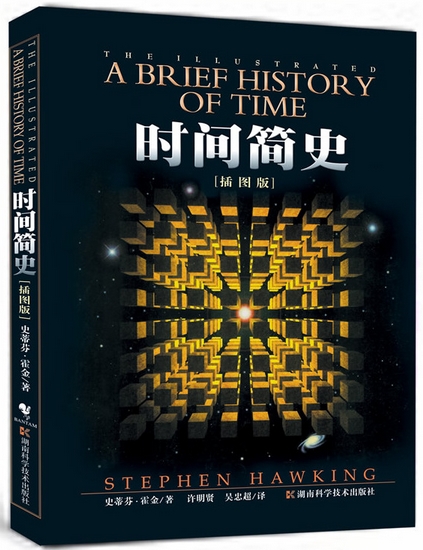 THE ILLUSTRATED
A BRIEF HISTORY
OF TIME
时间简史
[插图版]
STEPHEN HAWKING
史蒂芬·霍金/著 许明贤 吴忠超/译 湖南科学技术出版社
THE ILLUSTRATED
A BRIEF HISTORY OF TIME
时间简史
[插图版]
史蒂芬·霍金/著
BANTAM
湖南科学技术出版社